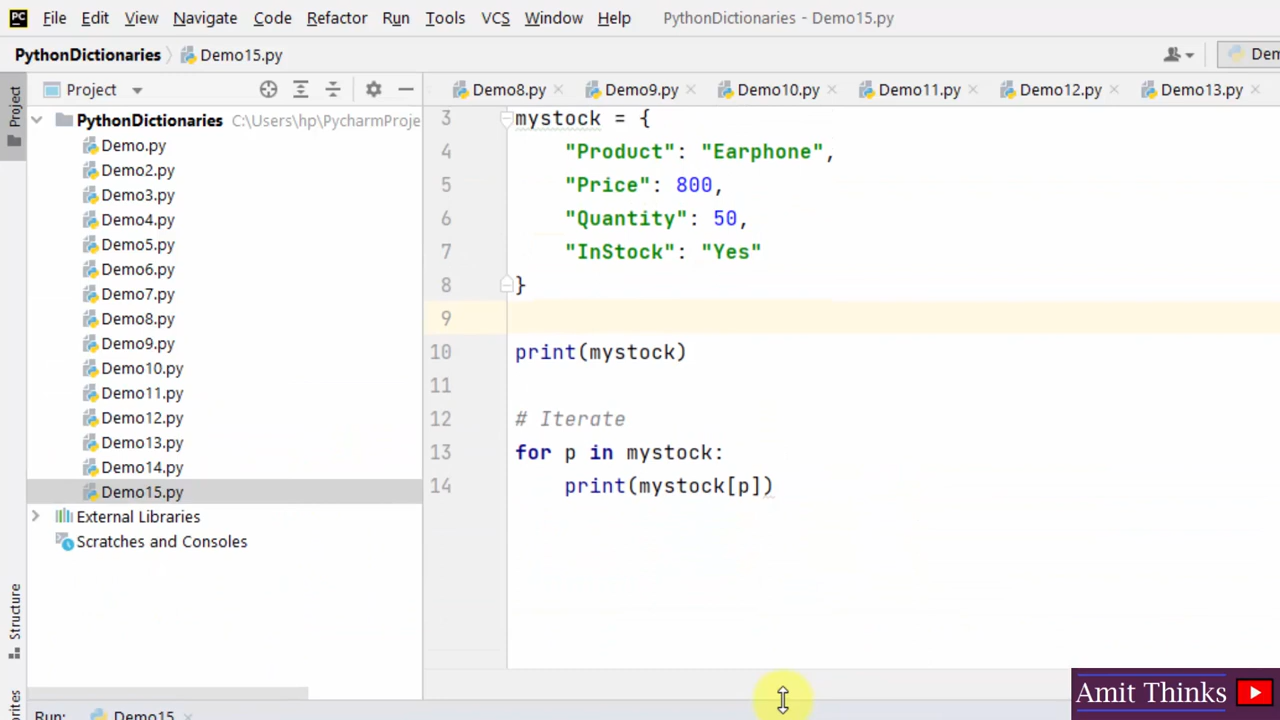 PC File Edit View Navigate Code Refactor Run Tools VCS Window Help PythonDictionaries - Demo15.py
PythonDictionaries Demo15.py Dem
Project Project Demo8.py Demo9.py Demo10.py Demo11.py Demo12.py Demo13.py
PythonDictionaries C:\Users\hp\PycharmProje
Demo.py
Demo2.py
Demo3.py
Demo4.py
Demo5.py
Demo6.py
Demo7.py
Demo8.py
Demo9.py
Demo10.py
Demo11.py
Demo12.py
Demo13.py
Demo14.py
Demo15.py
External Libraries
Scratches and Consoles
3 mystock = {
4 "Product": "Earphone",
5 "Price": 800,
6 "Quantity": 50,
7 "InStock": "Yes"
8 }
9
10 print(mystock)
11
12 # Iterate
13 for p in mystock:
14 print(mystock[p])
Structure
orites
Run: Demo15
Amit Thinks